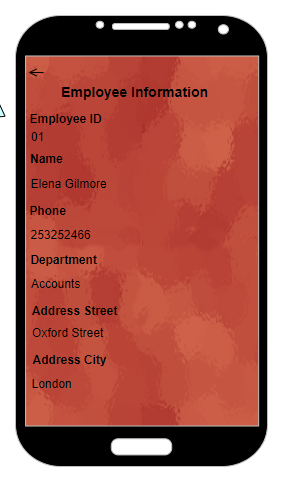 Employee Information
Employee ID
01
Name
Elena Gilmore
Phone
253252466
Department
Accounts
Address Street
Oxford Street
Address City
London